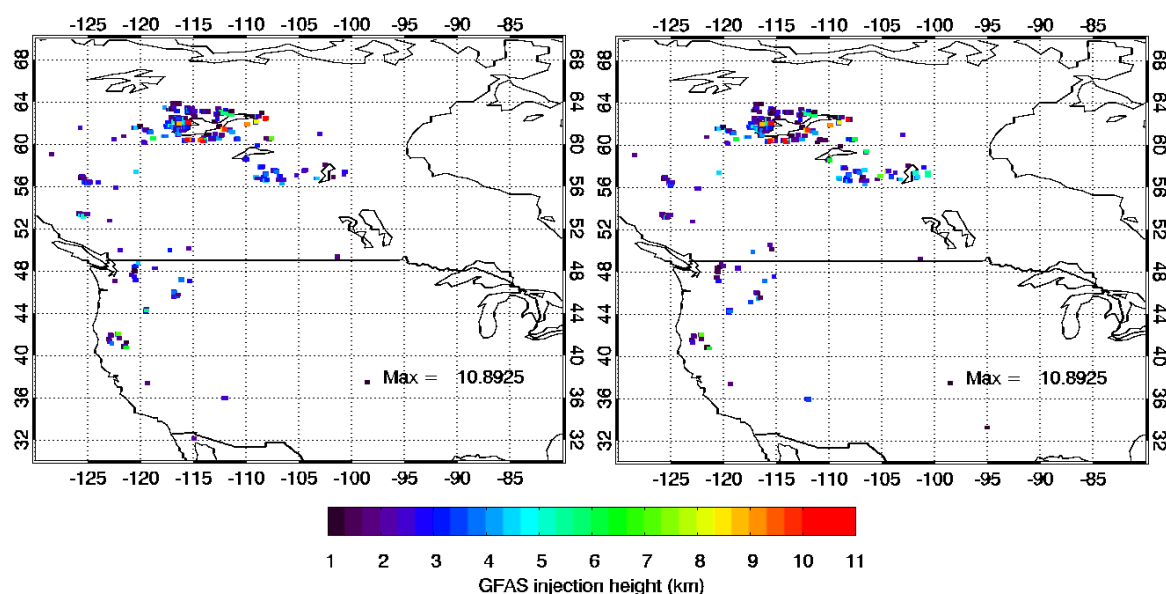 -125 -120 -115 -110 -105 -100 -95 -90 -85 -125 -120 -115 -110 -105 -100 -95 -90 -85
68 68 68 68
64 64 64 64
60 60 60 60
56 56 56 56
52 52 52 52
48 48 48 48
44 44 44 44
40 40 40 40
Max = 10.8925 Max = 10.8925
36 36 36 36
32 32 32 32
-125 -120 -115 -110 -105 -100 -95 -90 -85 -125 -120 -115 -110 -105 -100 -95 -90 -85
1 2 3 4 5 6 7 8 9 10 11
GFAS injection height (km)